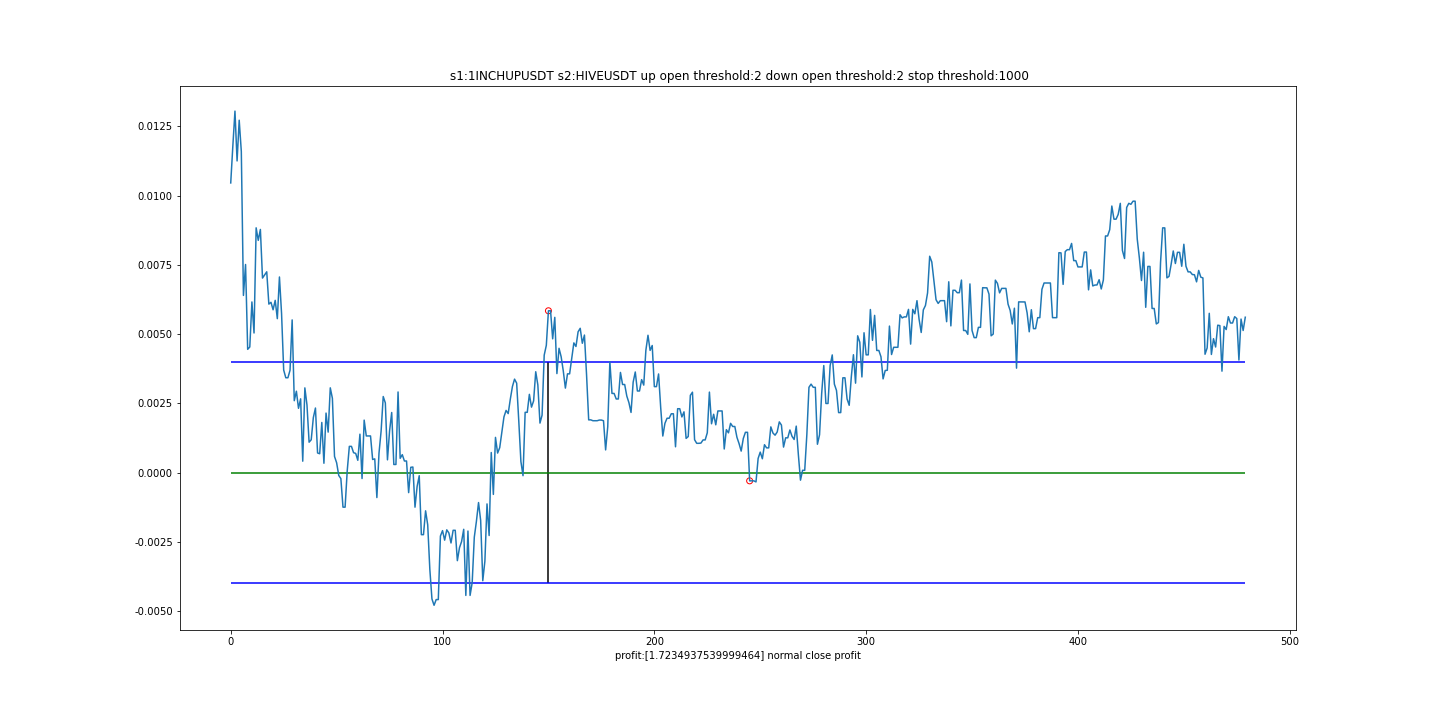 s1:1INCHUPUSDT s2:HIVEUSDT up open threshold:2 down open threshold:2 stop threshold:1000
0.0125
0.0100
0.0075
0.0050
0.0025
0.0000
-0.0025
-0.0050
0 100 200 300 400 500
profit:[1.7234937539999464] normal close profit